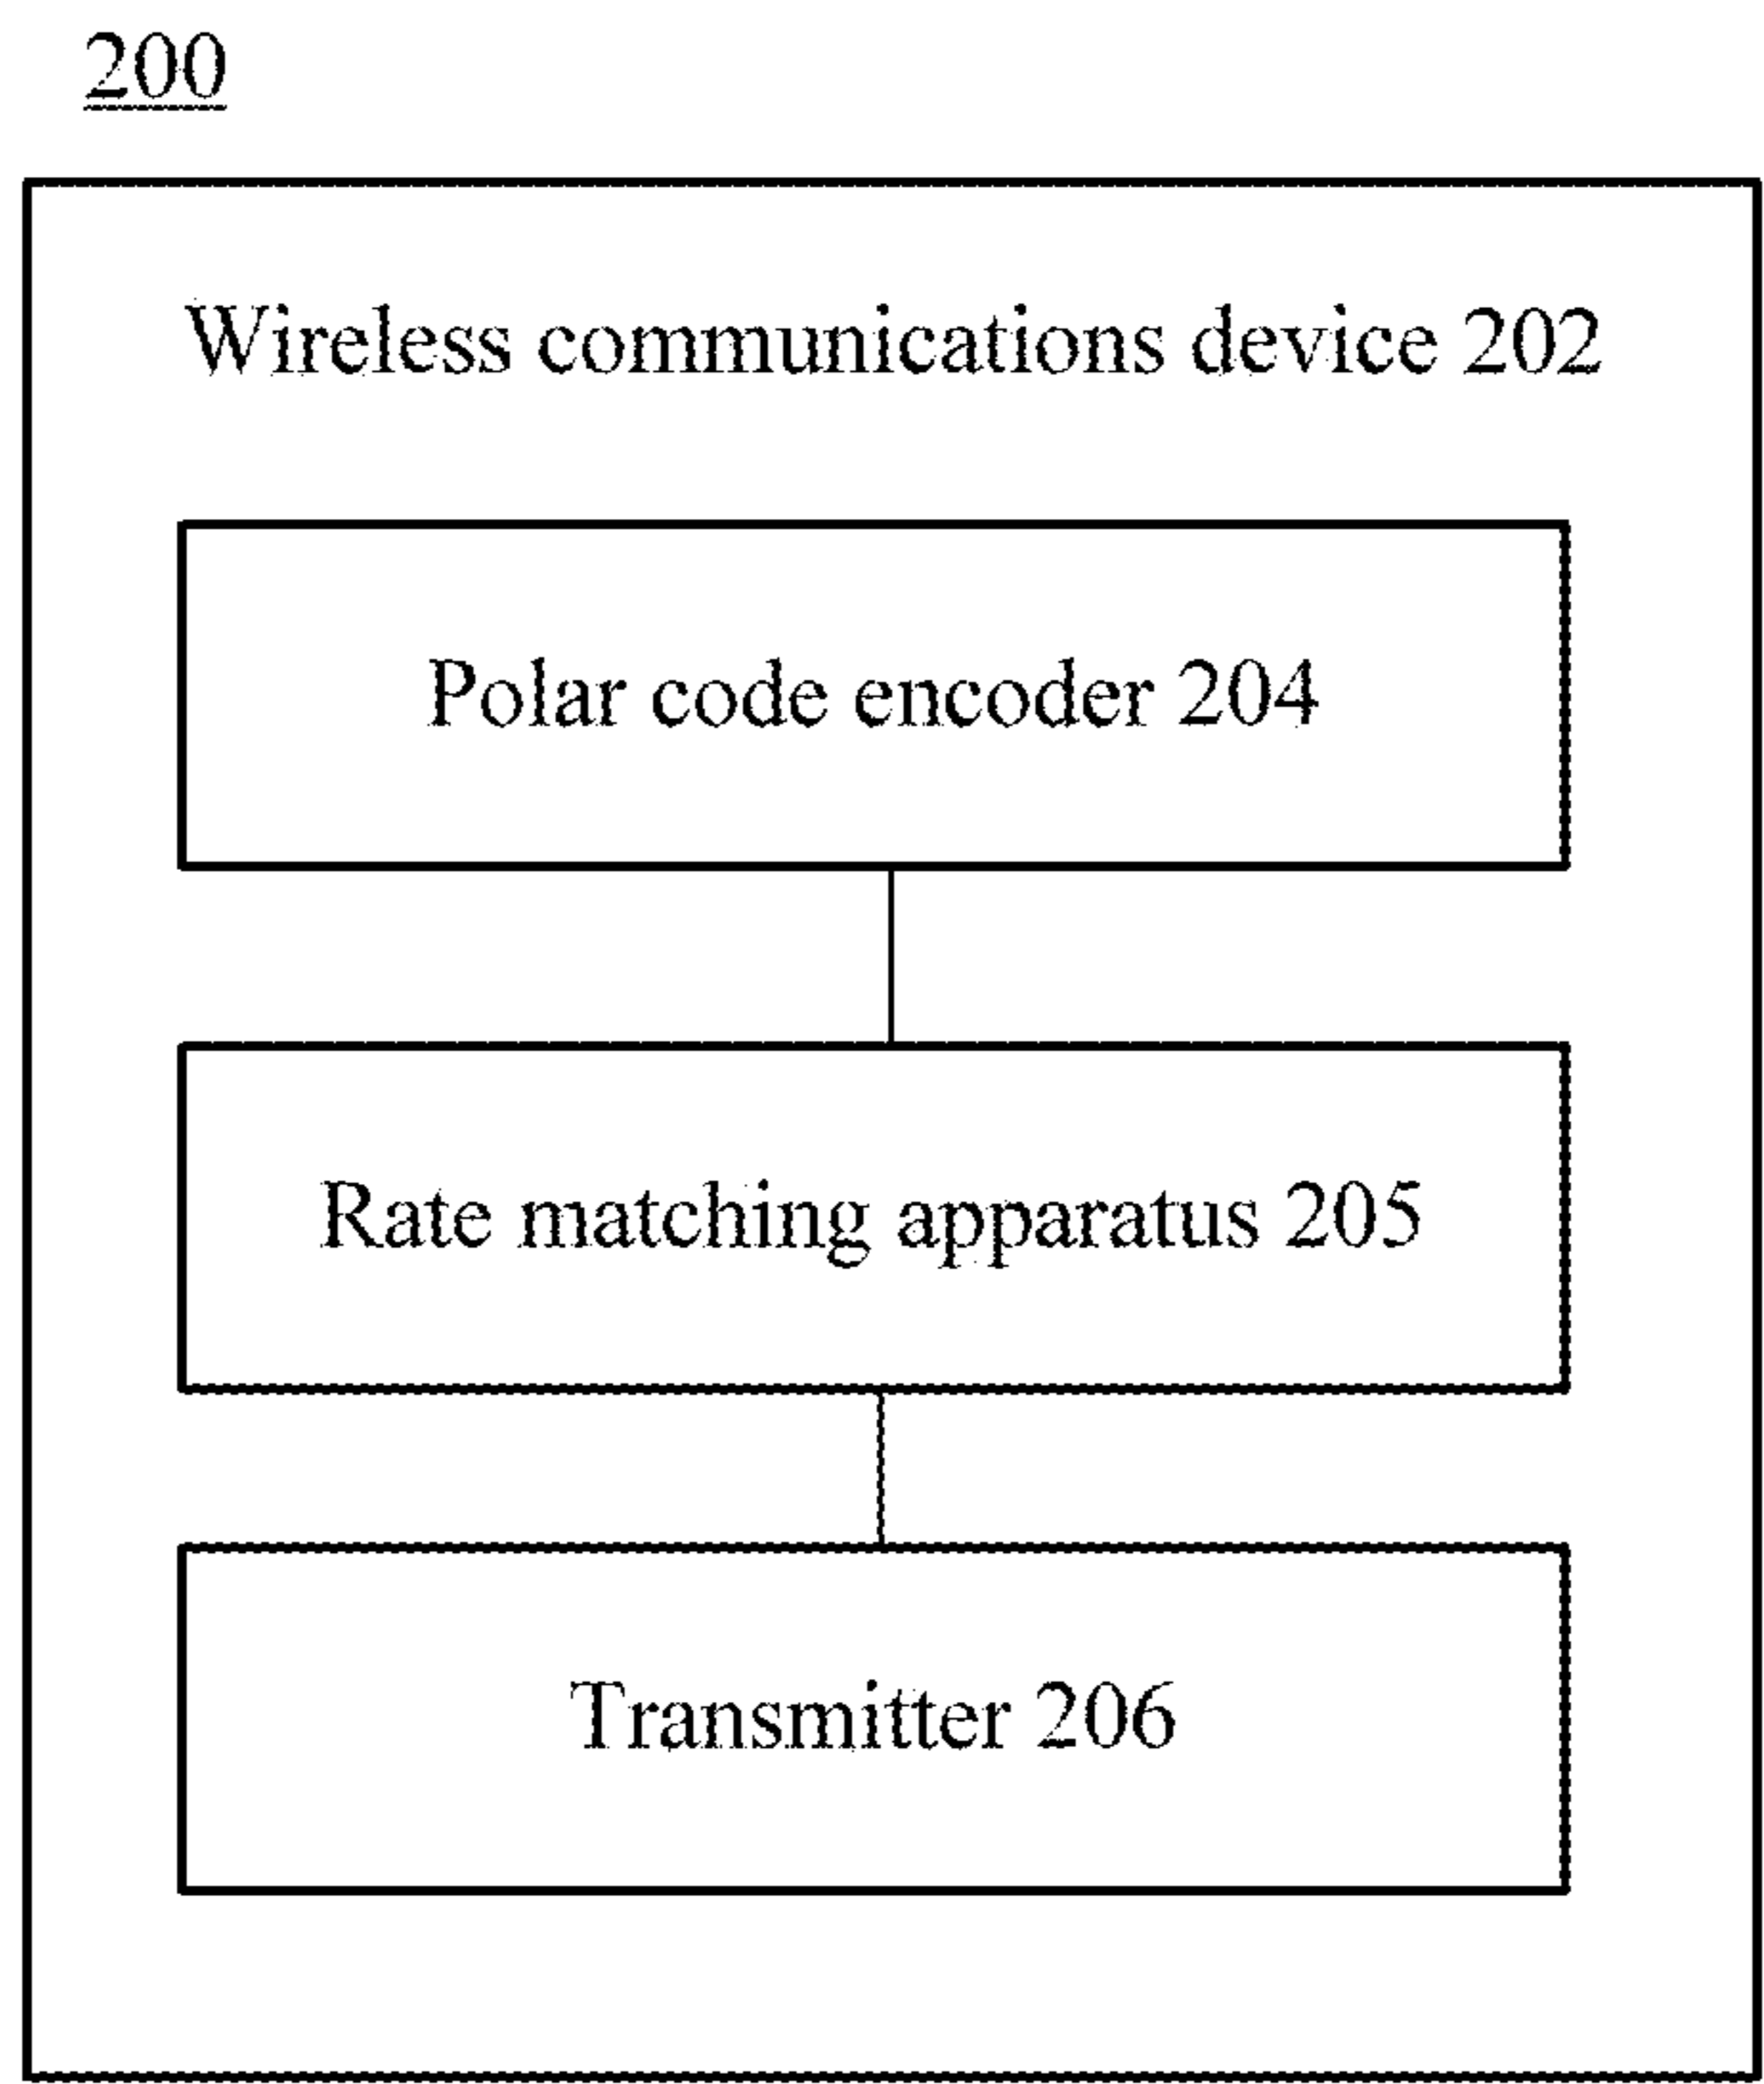 200
Wireless communications device 202
Polar code encoder 204
Rate matching apparatus 205
Transmitter 206